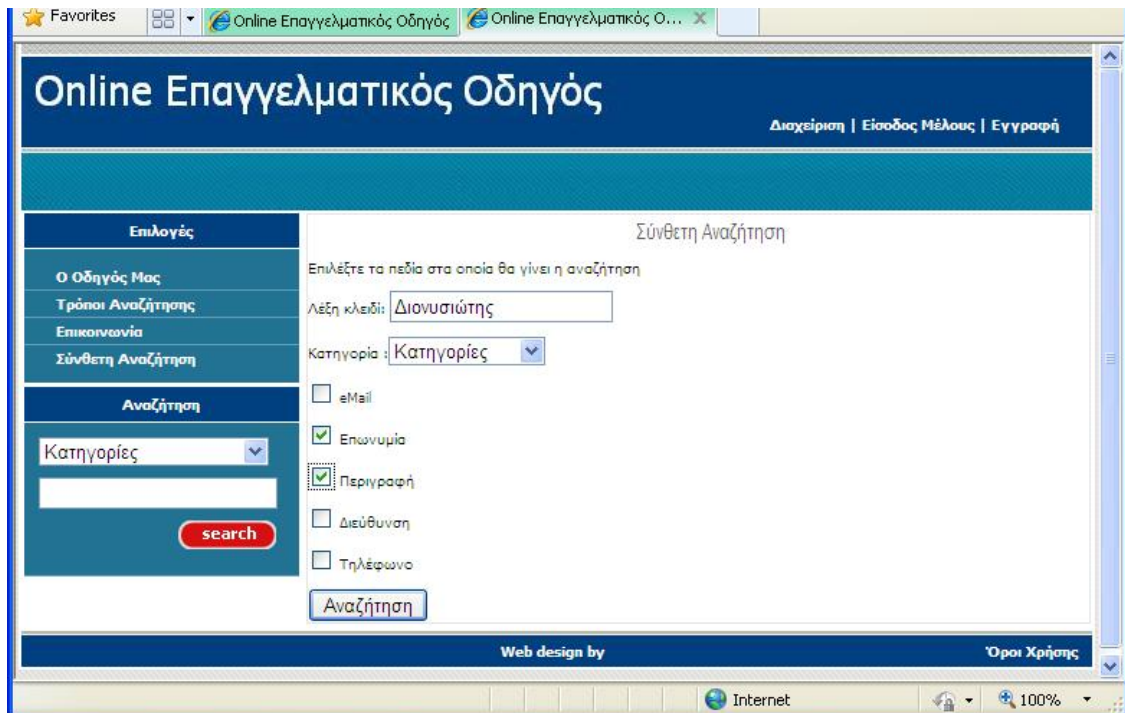 Favorites
Online Επαγγελματικός Οδηγός
Online Επαγγελματικός Ο...
Online Επαγγελματικός Οδηγός
Διαχείριση | Είσοδος Μέλους | Εγγραφή
Επιλογές
Ο Οδηγός Μας
Τρόποι Αναζήτησης
Επικοινωνία
Σύνθετη Αναζήτηση
Αναζήτηση
Κατηγορίες
search
Σύνθετη Αναζήτηση
Επιλέξτε τα πεδία στα οποία θα γίνει η αναζήτηση
Λέξη κλειδί: Διονυσιώτης
Κατηγορία : Κατηγορίες
eMail
Επωνυμία
Περιγραφή
Διεύθυνση
Τηλέφωνο
Αναζήτηση
Web design by
Όροι Χρήσης
Internet
100%